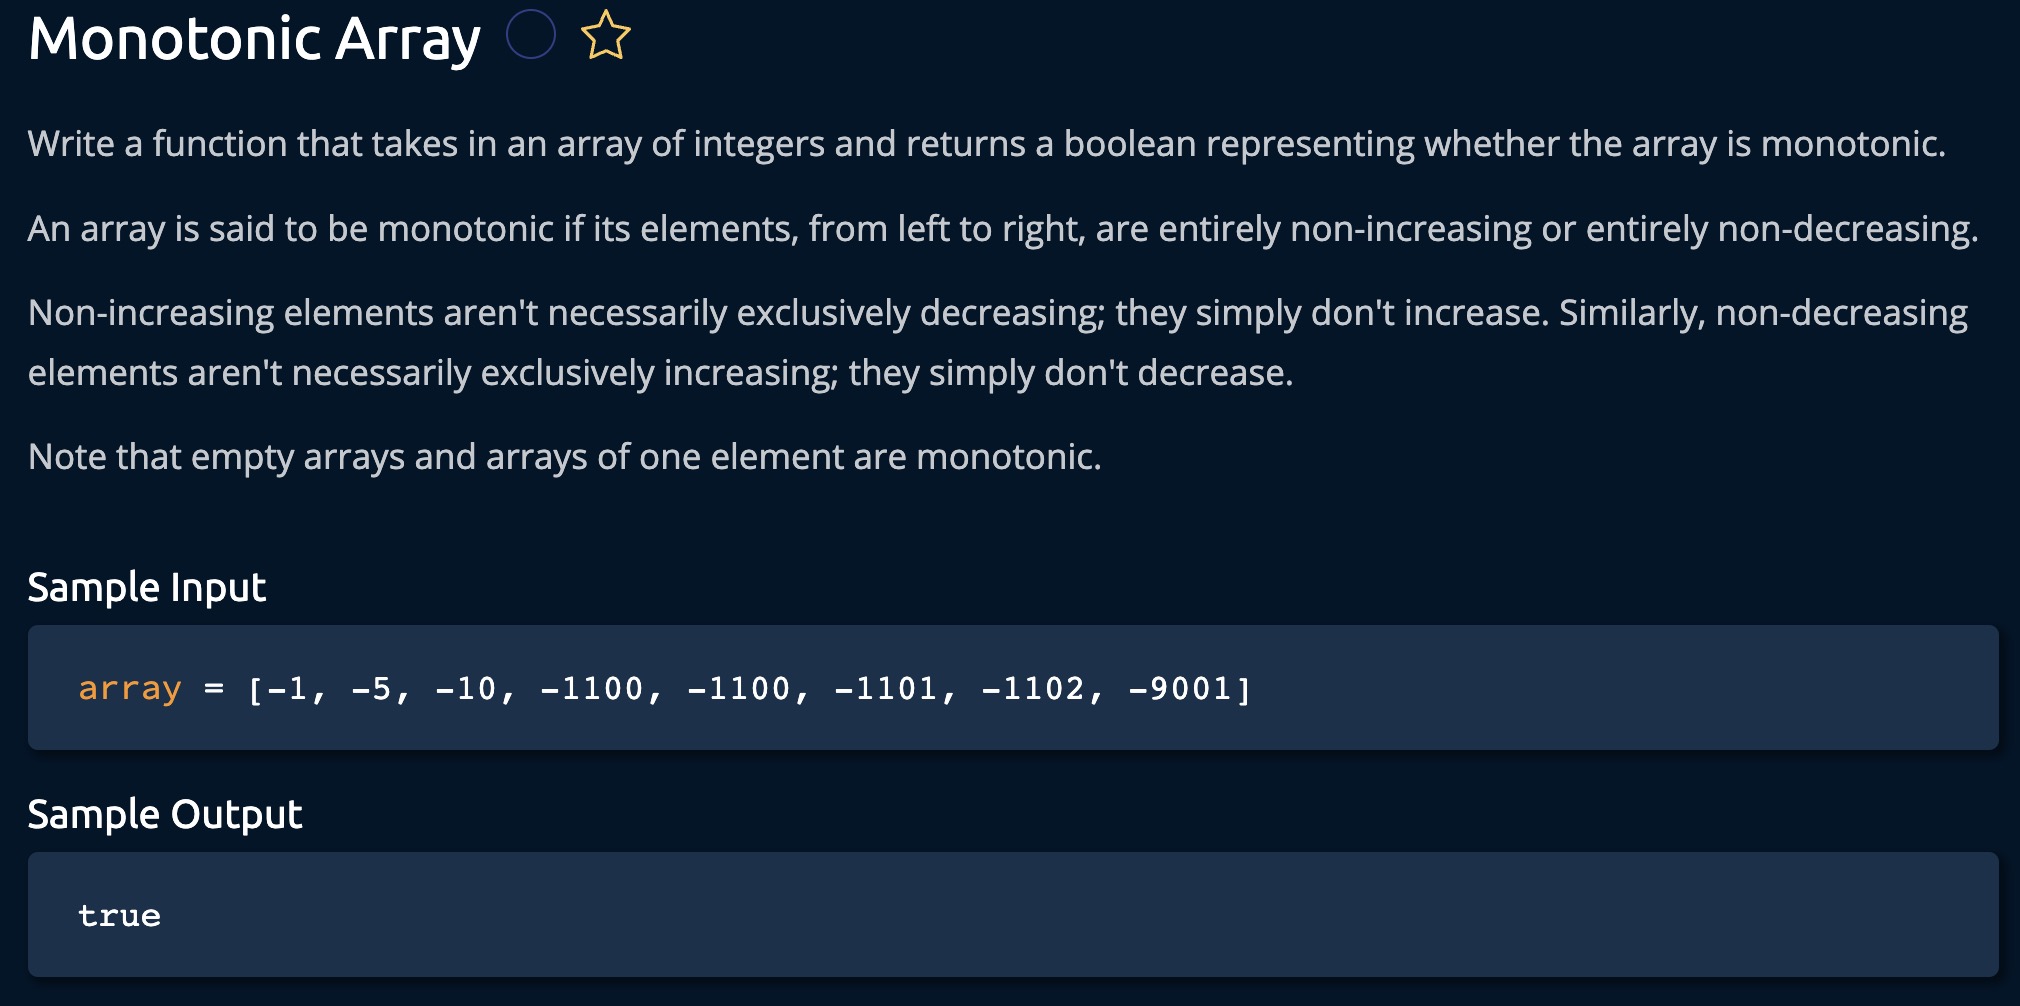 Monotonic Array
Write a function that takes in an array of integers and returns a boolean representing whether the array is monotonic.
An array is said to be monotonic if its elements, from left to right, are entirely non-increasing or entirely non-decreasing.
Non-increasing elements aren't necessarily exclusively decreasing; they simply don't increase. Similarly, non-decreasing
elements aren't necessarily exclusively increasing; they simply don't decrease.
Note that empty arrays and arrays of one element are monotonic.
Sample Input
array = [-1, -5, -10, -1100, -1100, -1101, -1102, -9001]
Sample Output
true